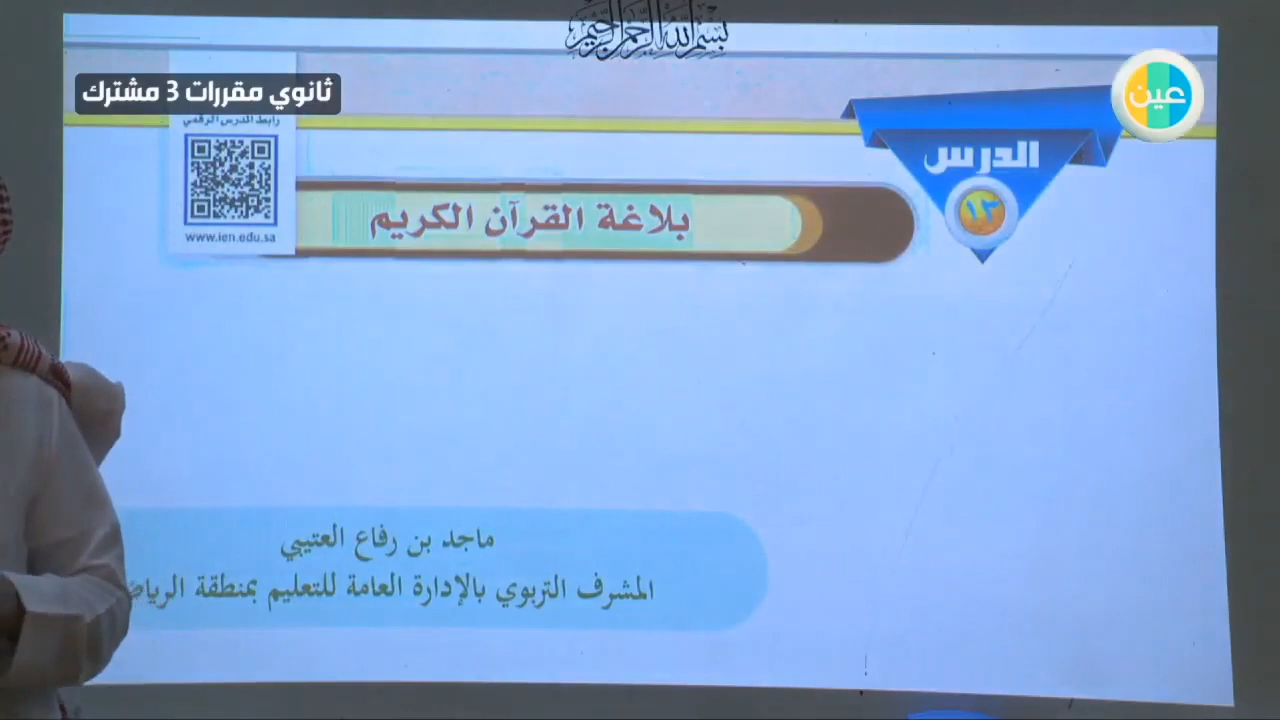 بسم الله الرحمن الرحيم
عين
ثانوي مقررات 3 مشترك
رابط الدرس الرقمي
www.ien.edu.sa
الدرس
١٣
بلاغة القرآن الكريم
ماجد بن رفاع العتيبي
المشرف التربوي بالإدارة العامة للتعليم بمنطقة الرياض